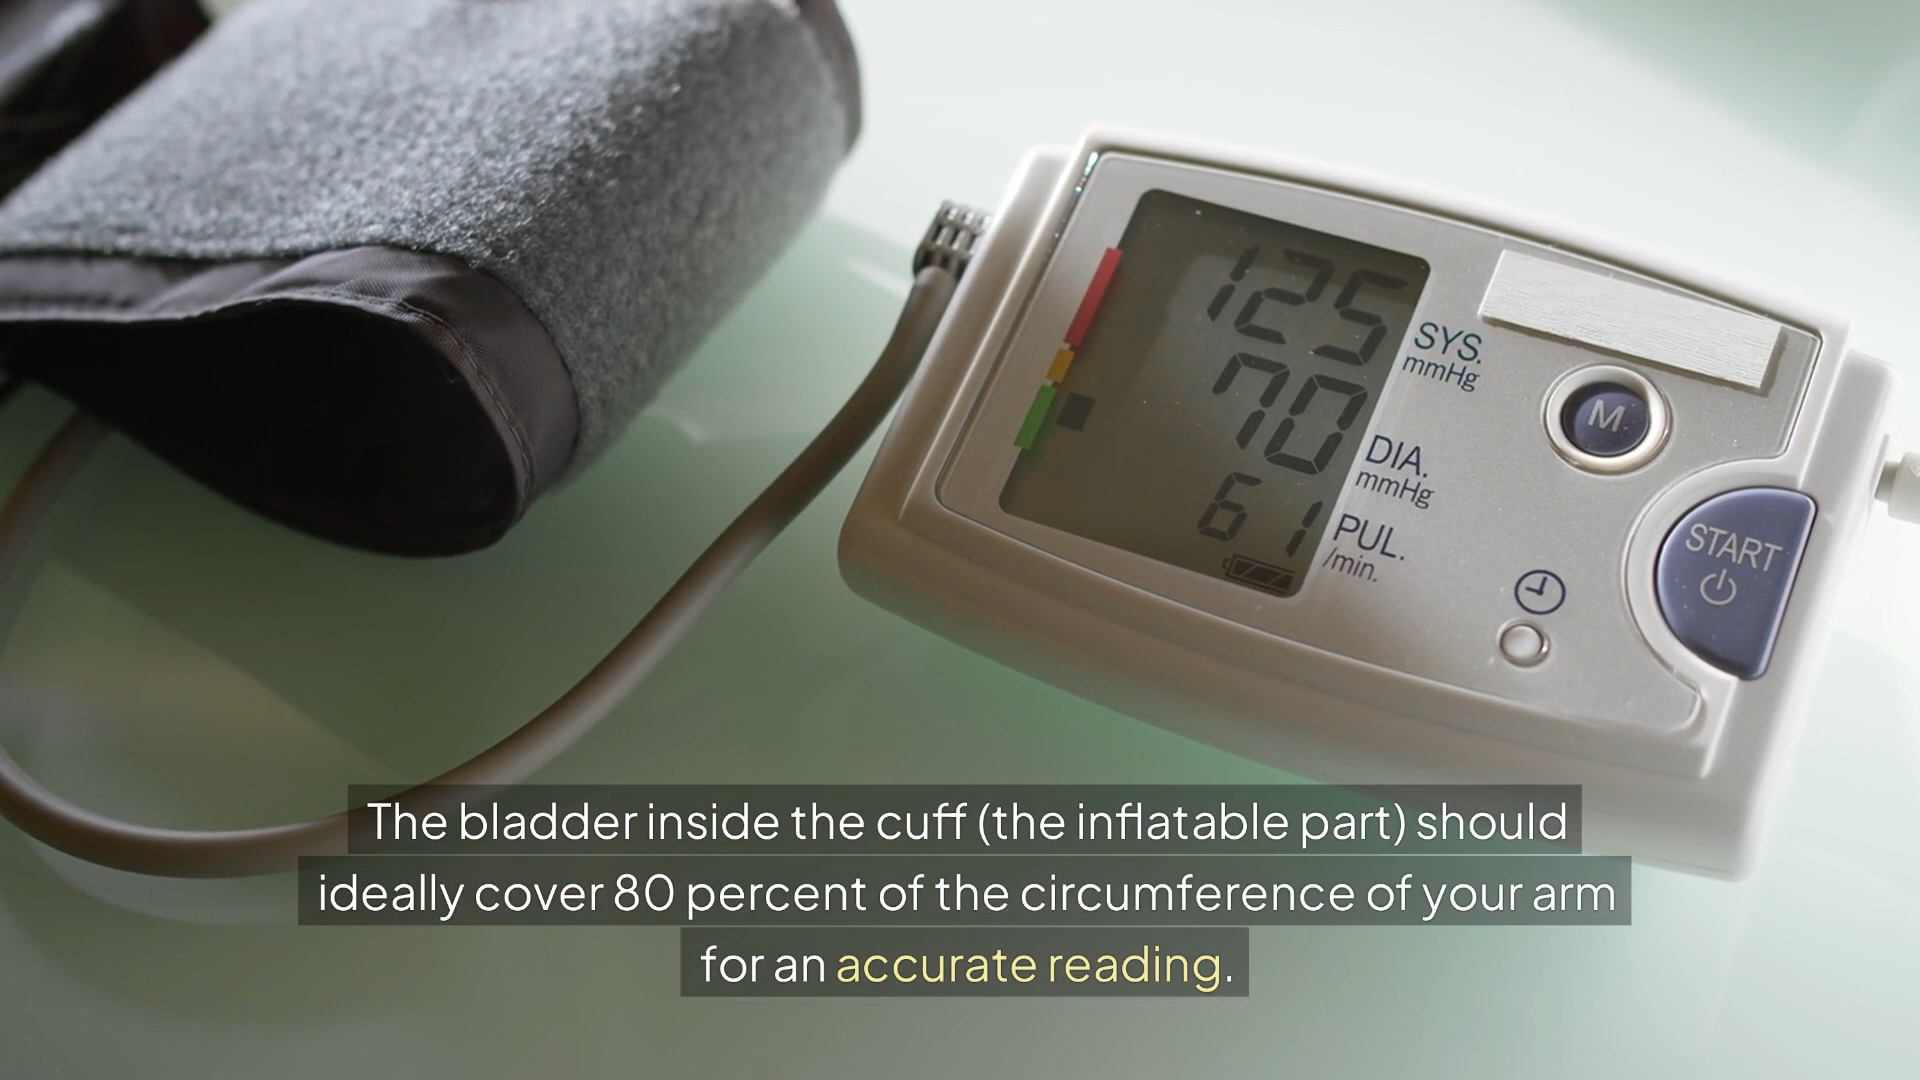 125
SYS.
mmHg
70
DIA.
mmHg
61
PUL.
/min.
M
START
The bladder inside the cuff (the inflatable part) should
ideally cover 80 percent of the circumference of your arm
for an accurate reading.